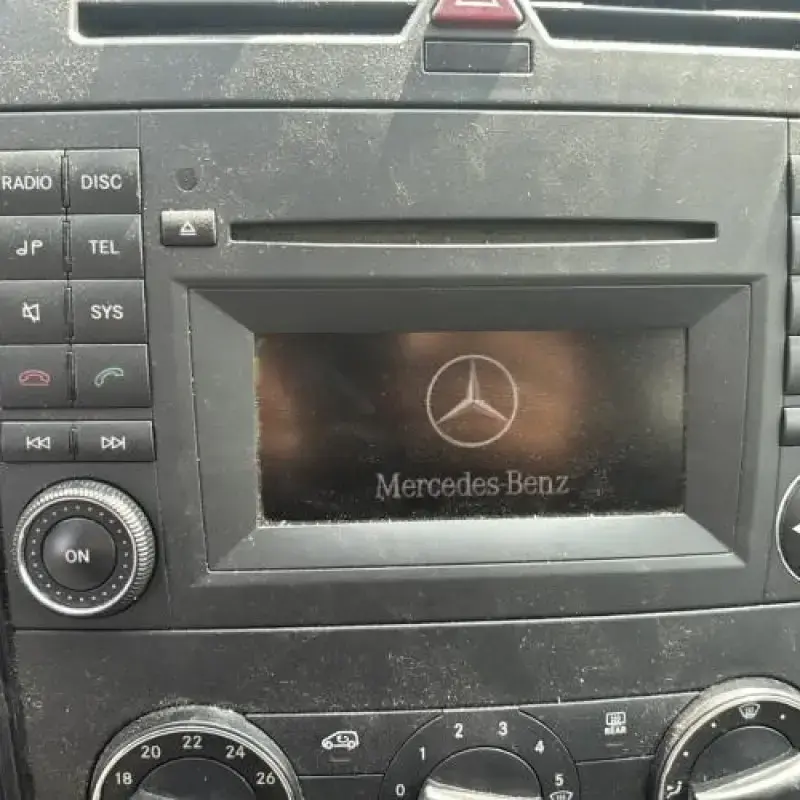 RADIO DISC
TEL
SYS
Mercedes-Benz
ON
18 20 22 24 26
0 1 2 3 4 5
REAR